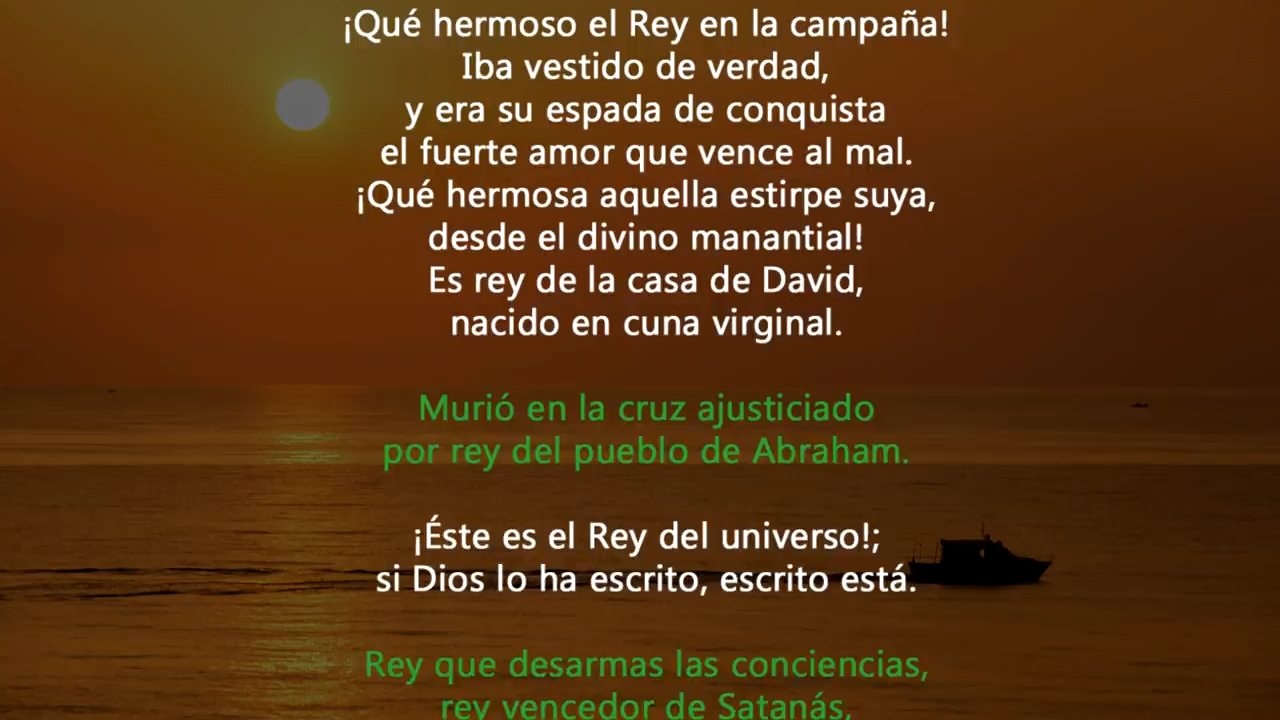 ¡Qué hermoso el Rey en la campaña!
Iba vestido de verdad,
y era su espada de conquista
el fuerte amor que vence al mal.
¡Qué hermosa aquella estirpe suya,
desde el divino manantial!
Es rey de la casa de David,
nacido en cuna virginal.
Murió en la cruz ajusticiado
por rey del pueblo de Abraham.
¡Éste es el Rey del universo!;
si Dios lo ha escrito, escrito está.
Rey que desarmas las conciencias,
rey vencedor de Satanás,